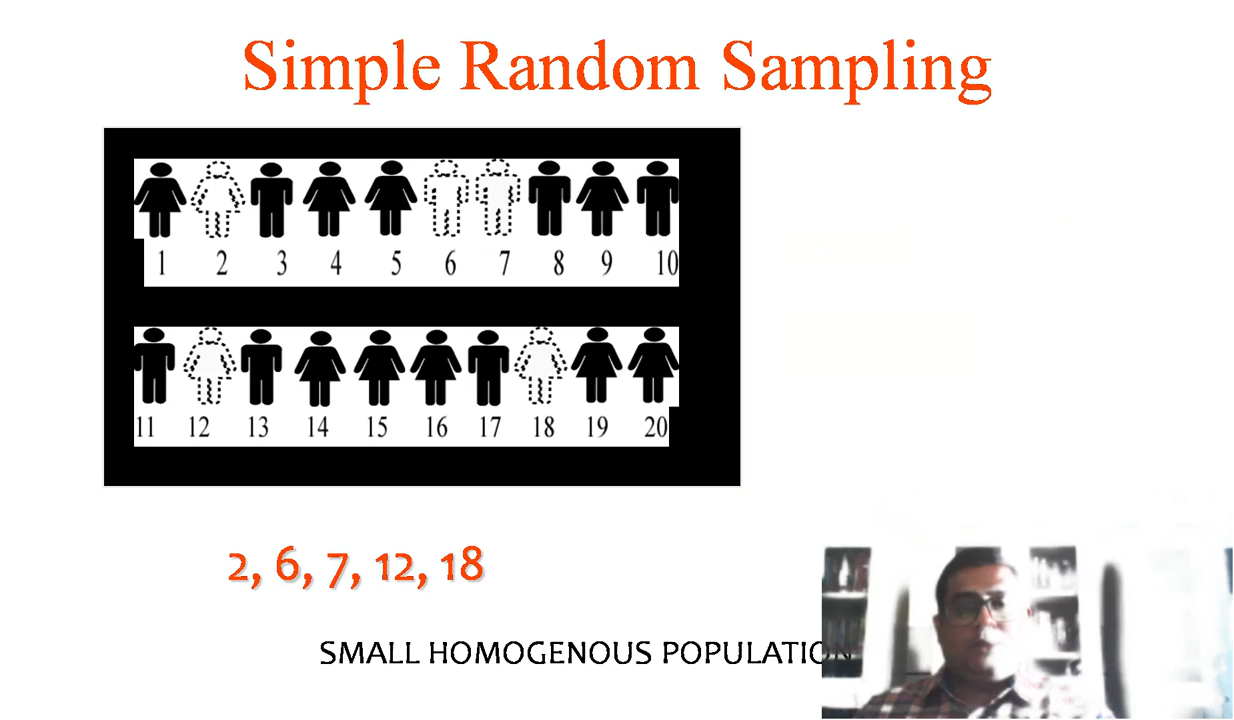 Simple Random Sampling
1 2 3 4 5 6 7 8 9 10
11 12 13 14 15 16 17 18 19 20
2, 6, 7, 12, 18
SMALL HOMOGENOUS POPULATION